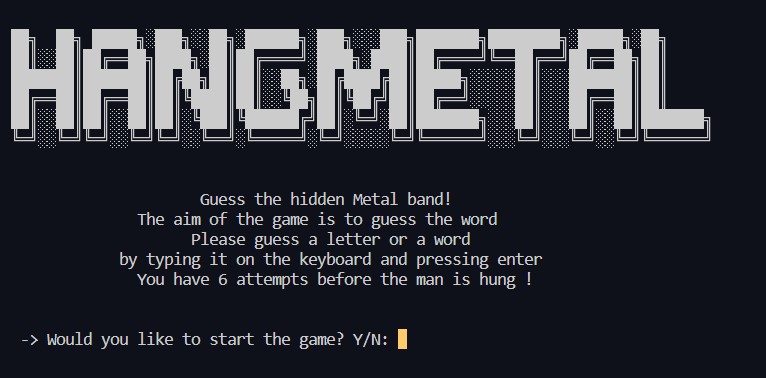 HANGMETAL
Guess the hidden Metal band!
The aim of the game is to guess the word
Please guess a letter or a word
by typing it on the keyboard and pressing enter
You have 6 attempts before the man is hung !
-> Would you like to start the game? Y/N: